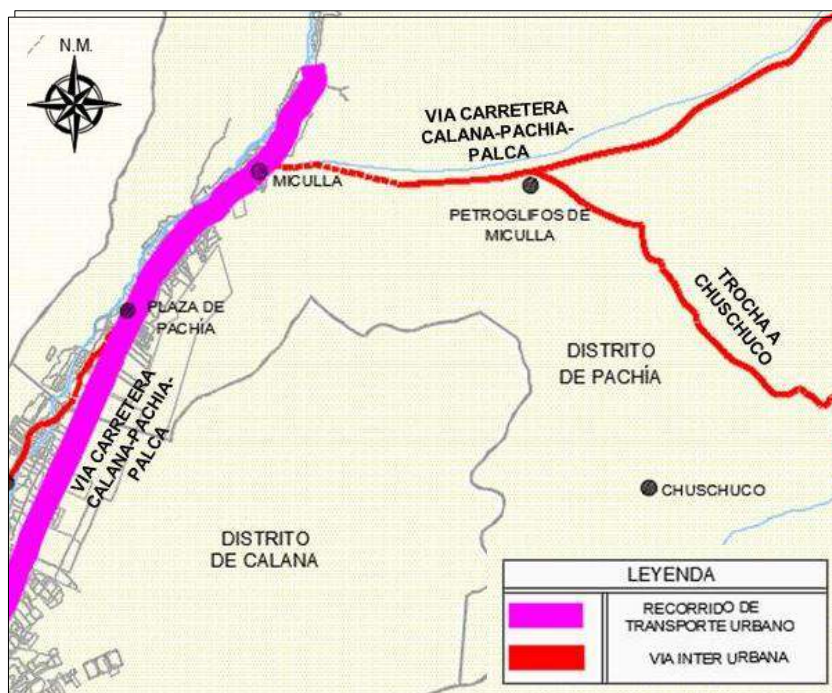 N.M.
VIA CARRETERA
CALANA-PACHIA-
PALCA
MICULLA
PETROGLIFOS DE
MICULLA
TROCHA A
CHUSCHUCO
PLAZA DE
PACHÍA
DISTRITO
DE PACHÍA
VIA CARRETERA
CALANA-PACHIA-
PALCA
CHUSCHUCO
DISTRITO
DE CALANA
LEYENDA
RECORRIDO DE
TRANSPORTE URBANO
VIA INTER URBANA